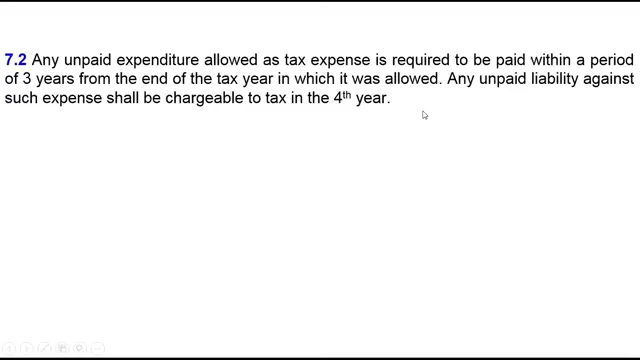 7.2 Any unpaid expenditure allowed as tax expense is required to be paid within a period
of 3 years from the end of the tax year in which it was allowed. Any unpaid liability against
such expense shall be chargeable to tax in the 4th year.